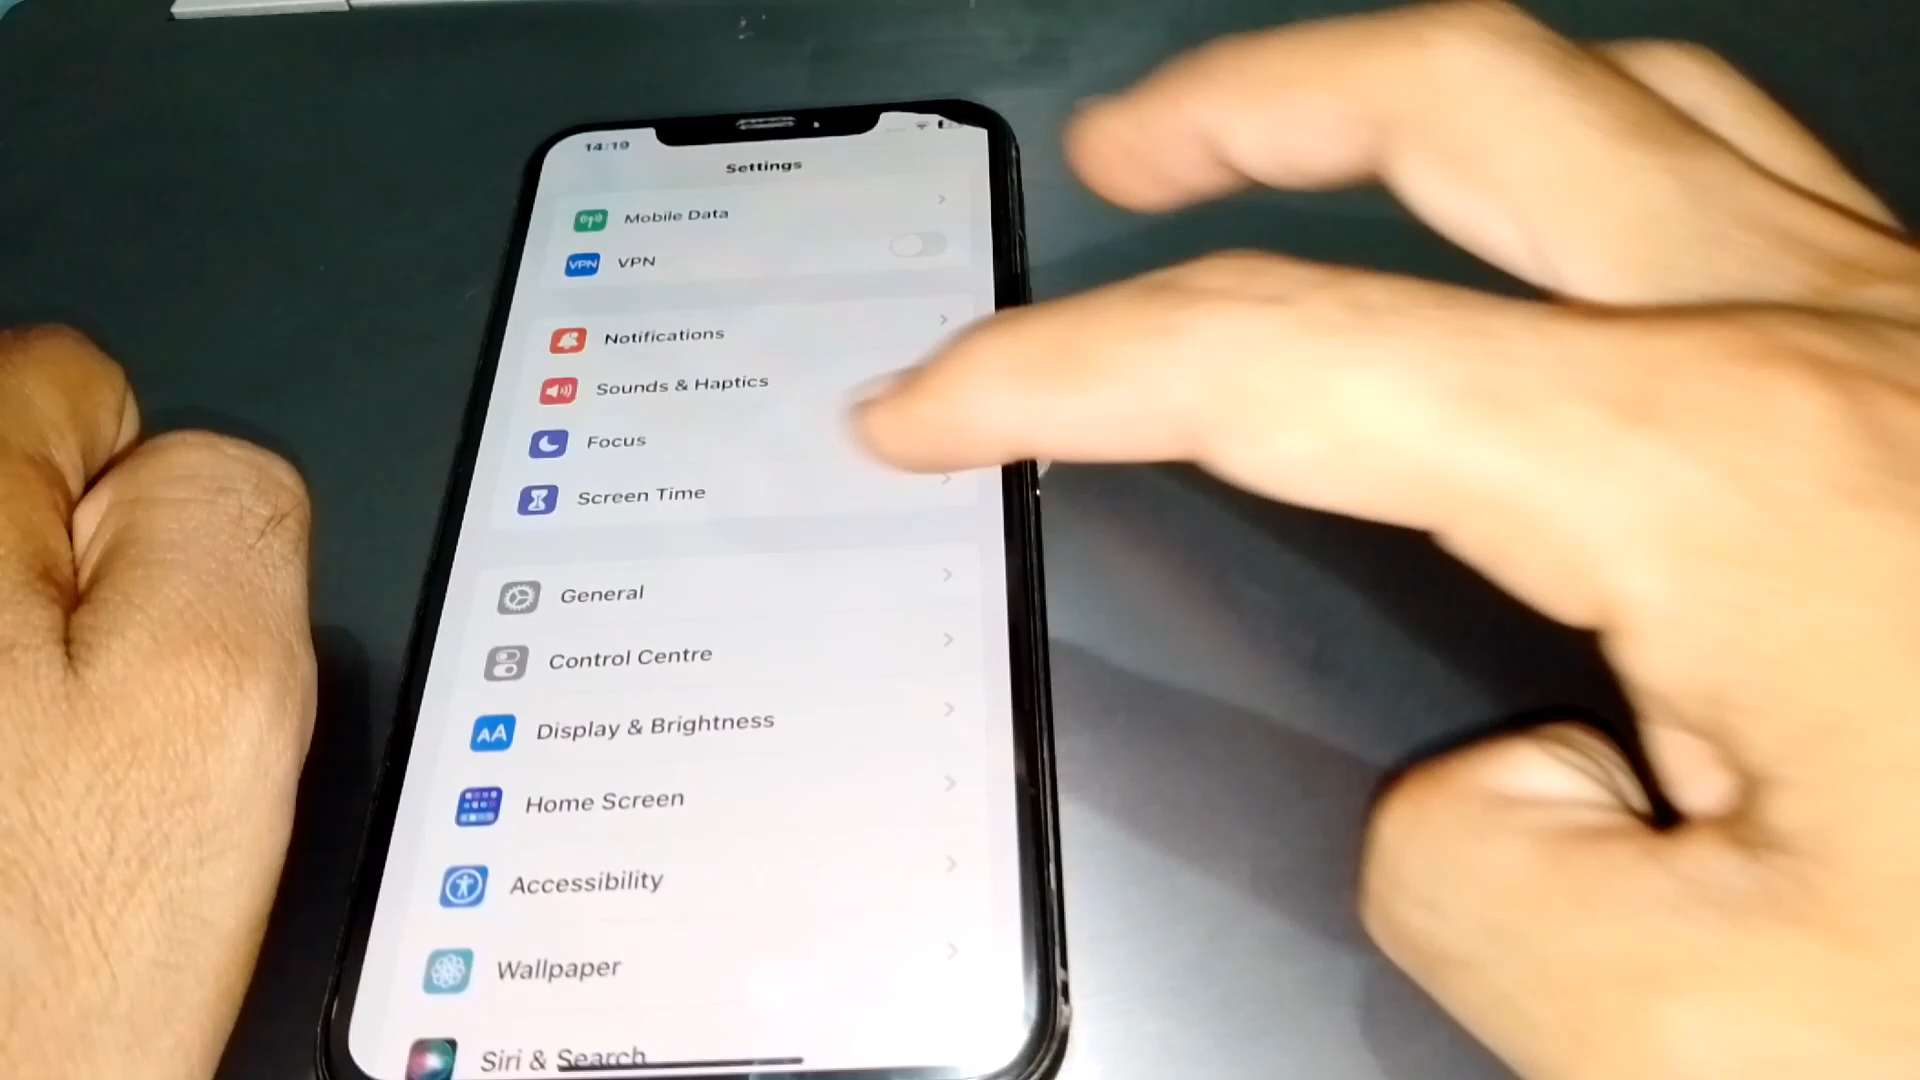 14:19
Settings
Mobile Data
VPN VPN
Notifications
Sounds & Haptics
Focus
Screen Time
General
Control Centre
AA Display & Brightness
Home Screen
Accessibility
Wallpaper
Siri & Search